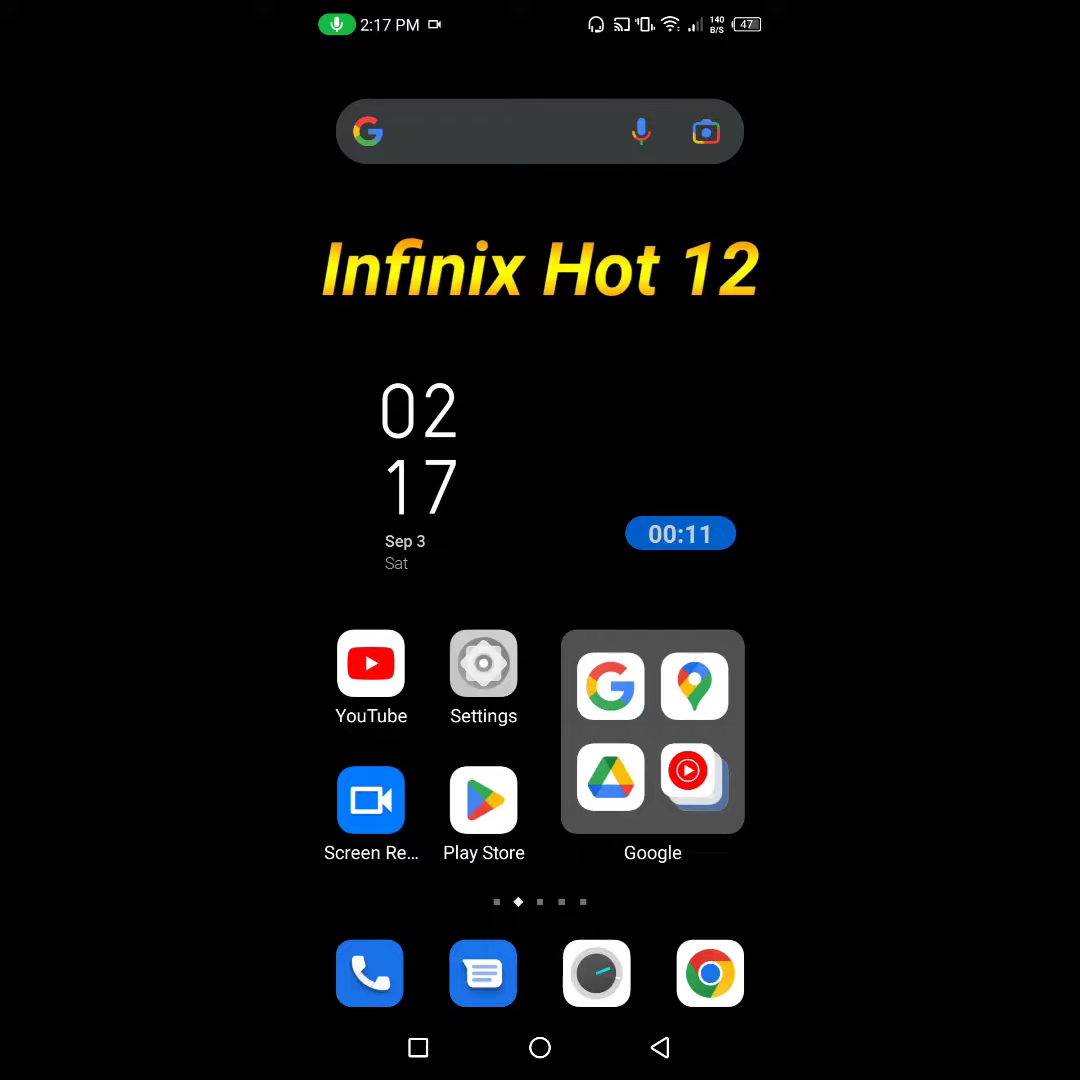 2:17 PM
140
B/S
47
Infinix Hot 12
02
17
Sep 3
Sat
00:11
YouTube
Settings
Screen Re...
Play Store
Google